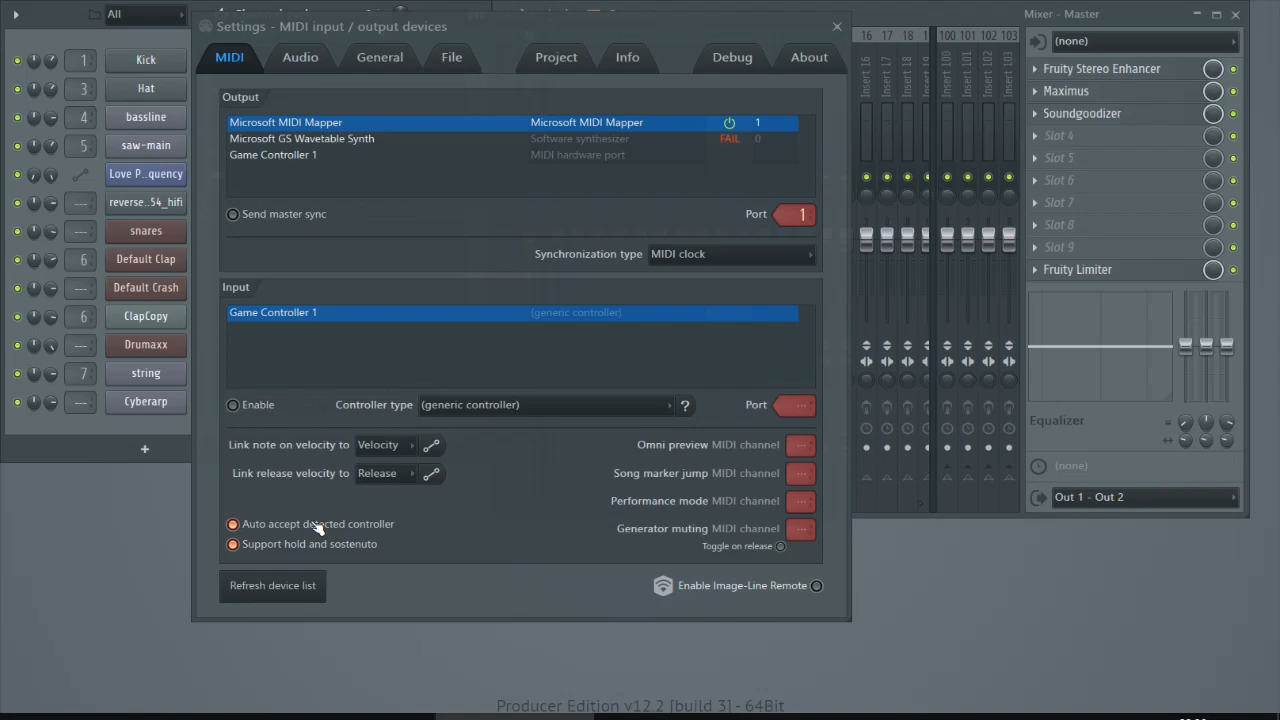 All
1 Kick
3 Hat
4 bassline
5 saw-main
Love P..quency
--- reverse..54_hifi
--- snares
6 Default Clap
--- Default Crash
6 ClapCopy
--- Drumaxx
7 string
6 Cyberarp
+
Settings - MIDI input / output devices
MIDI Audio General File Project Info Debug About
Output
Microsoft MIDI Mapper Microsoft MIDI Mapper 1
Microsoft GS Wavetable Synth Software synthesizer FAIL 0
Game Controller 1 MIDI hardware port
Send master sync Port 1
Synchronization type MIDI clock
Input
Game Controller 1 (generic controller)
Enable Controller type (generic controller) ? Port ---
Link note on velocity to Velocity Omni preview MIDI channel ---
Link release velocity to Release Song marker jump MIDI channel ---
Performance mode MIDI channel ---
Auto accept detected controller Generator muting MIDI channel ---
Support hold and sostenuto Toggle on release
Refresh device list Enable Image-Line Remote
16 17 18 19 100 101 102 103
Insert 16 Insert 17 Insert 18 Insert 100 Insert 101 Insert 102 Insert 103
Mixer - Master
(none)
Fruity Stereo Enhancer
Maximus
Soundgoodizer
Slot 4
Slot 5
Slot 6
Slot 7
Slot 8
Slot 9
Fruity Limiter
Equalizer
(none)
Out 1 - Out 2
Producer Edition v12.2 [build 3] - 64Bit